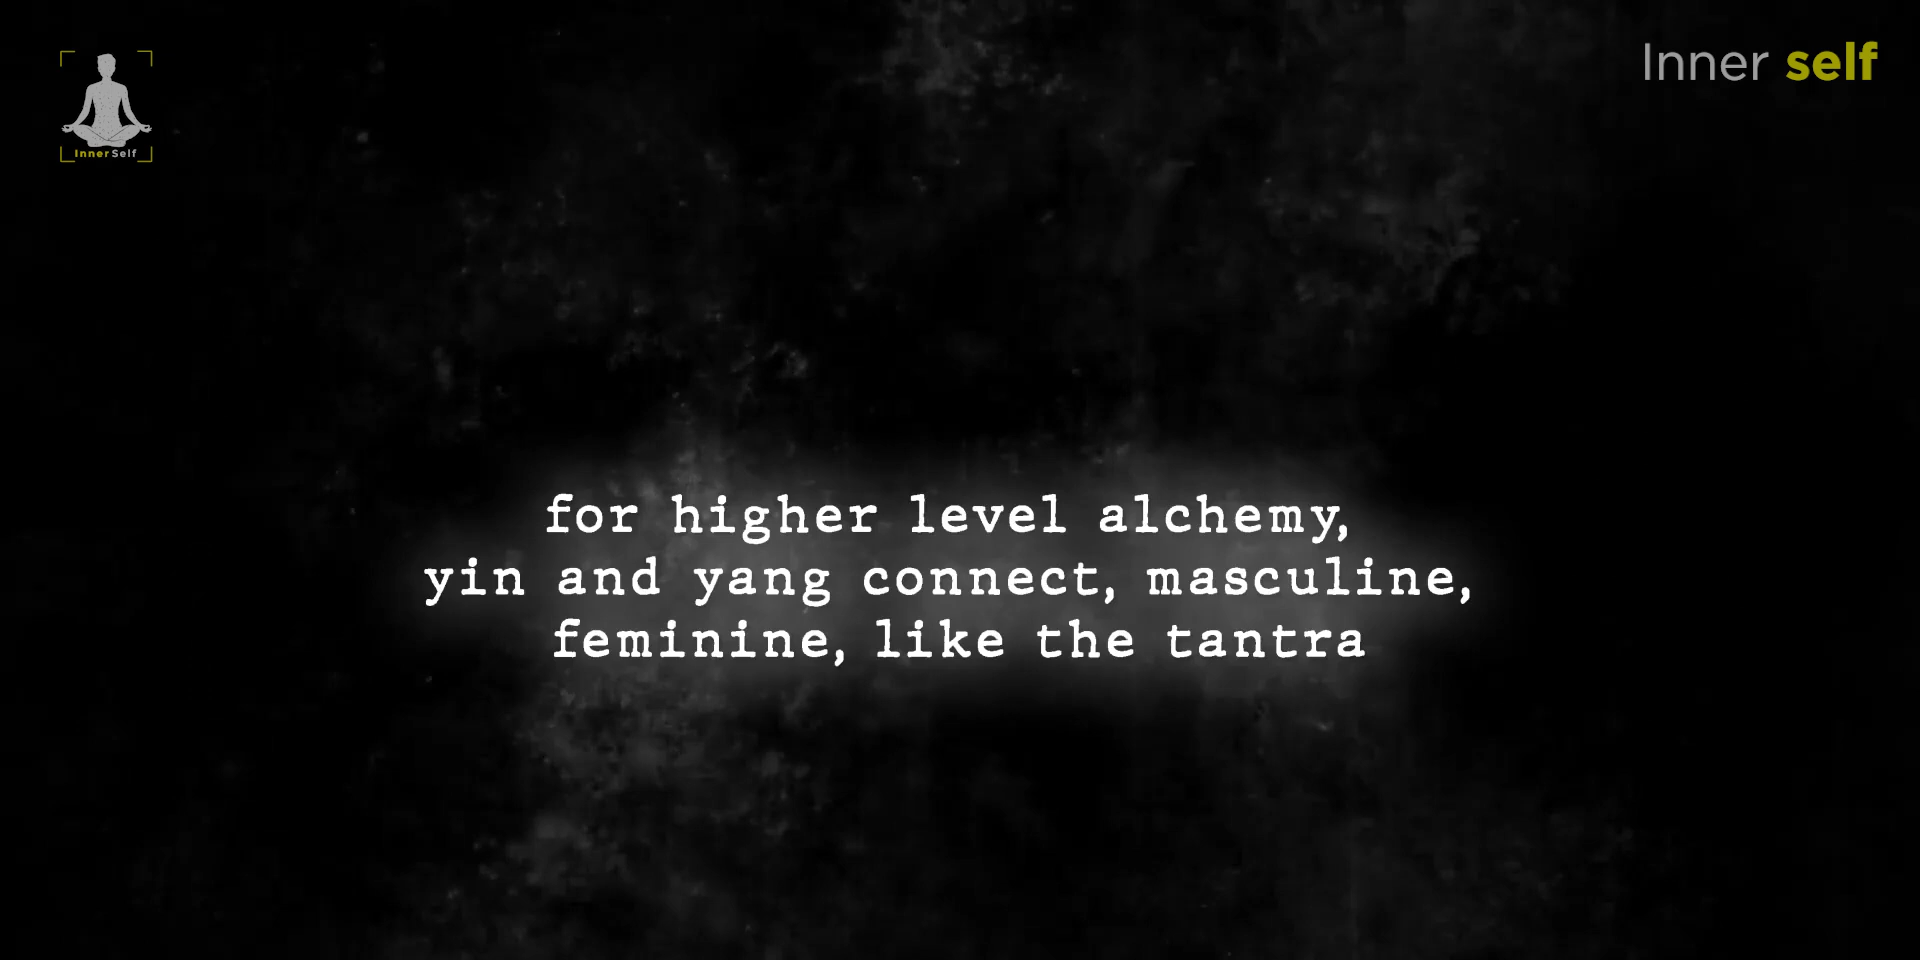 Inner self
InnerSelf
for higher level alchemy,
yin and yang connect, masculine,
feminine, like the tantra